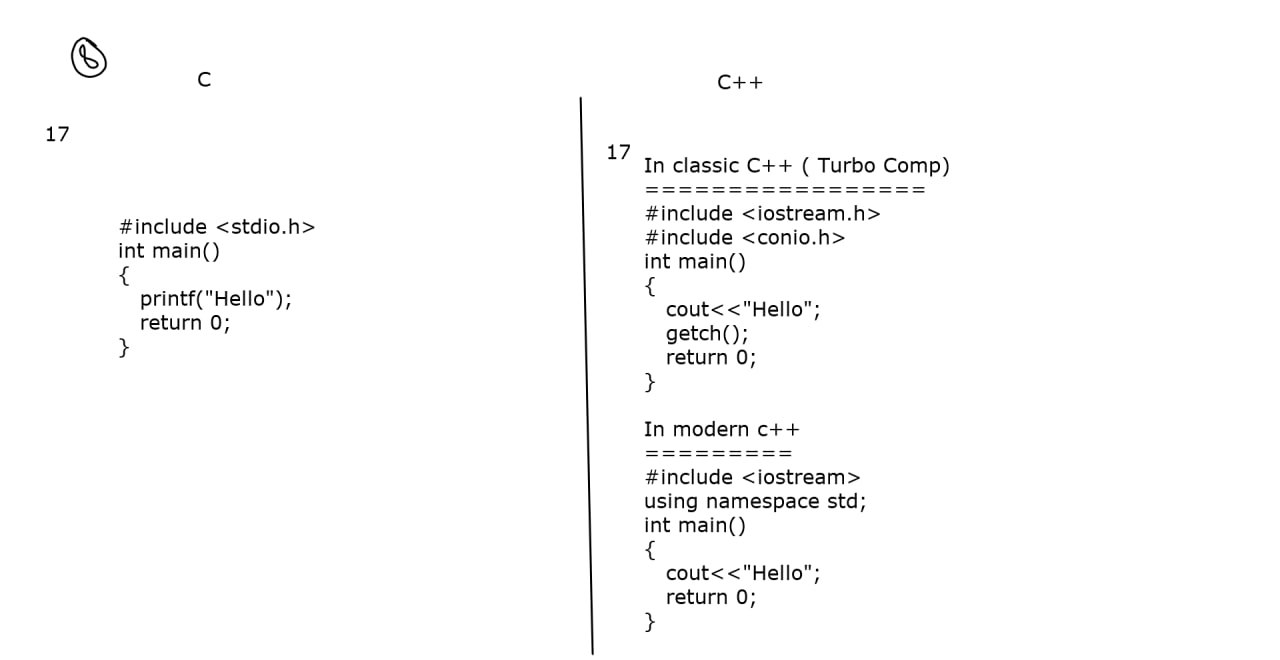 8
C
17
#include <stdio.h>
int main()
{
printf("Hello");
return 0;
}
C++
17
In classic C++ ( Turbo Comp)
=================
#include <iostream.h>
#include <conio.h>
int main()
{
cout<<"Hello";
getch();
return 0;
}
In modern c++
=========
#include <iostream>
using namespace std;
int main()
{
cout<<"Hello";
return 0;
}